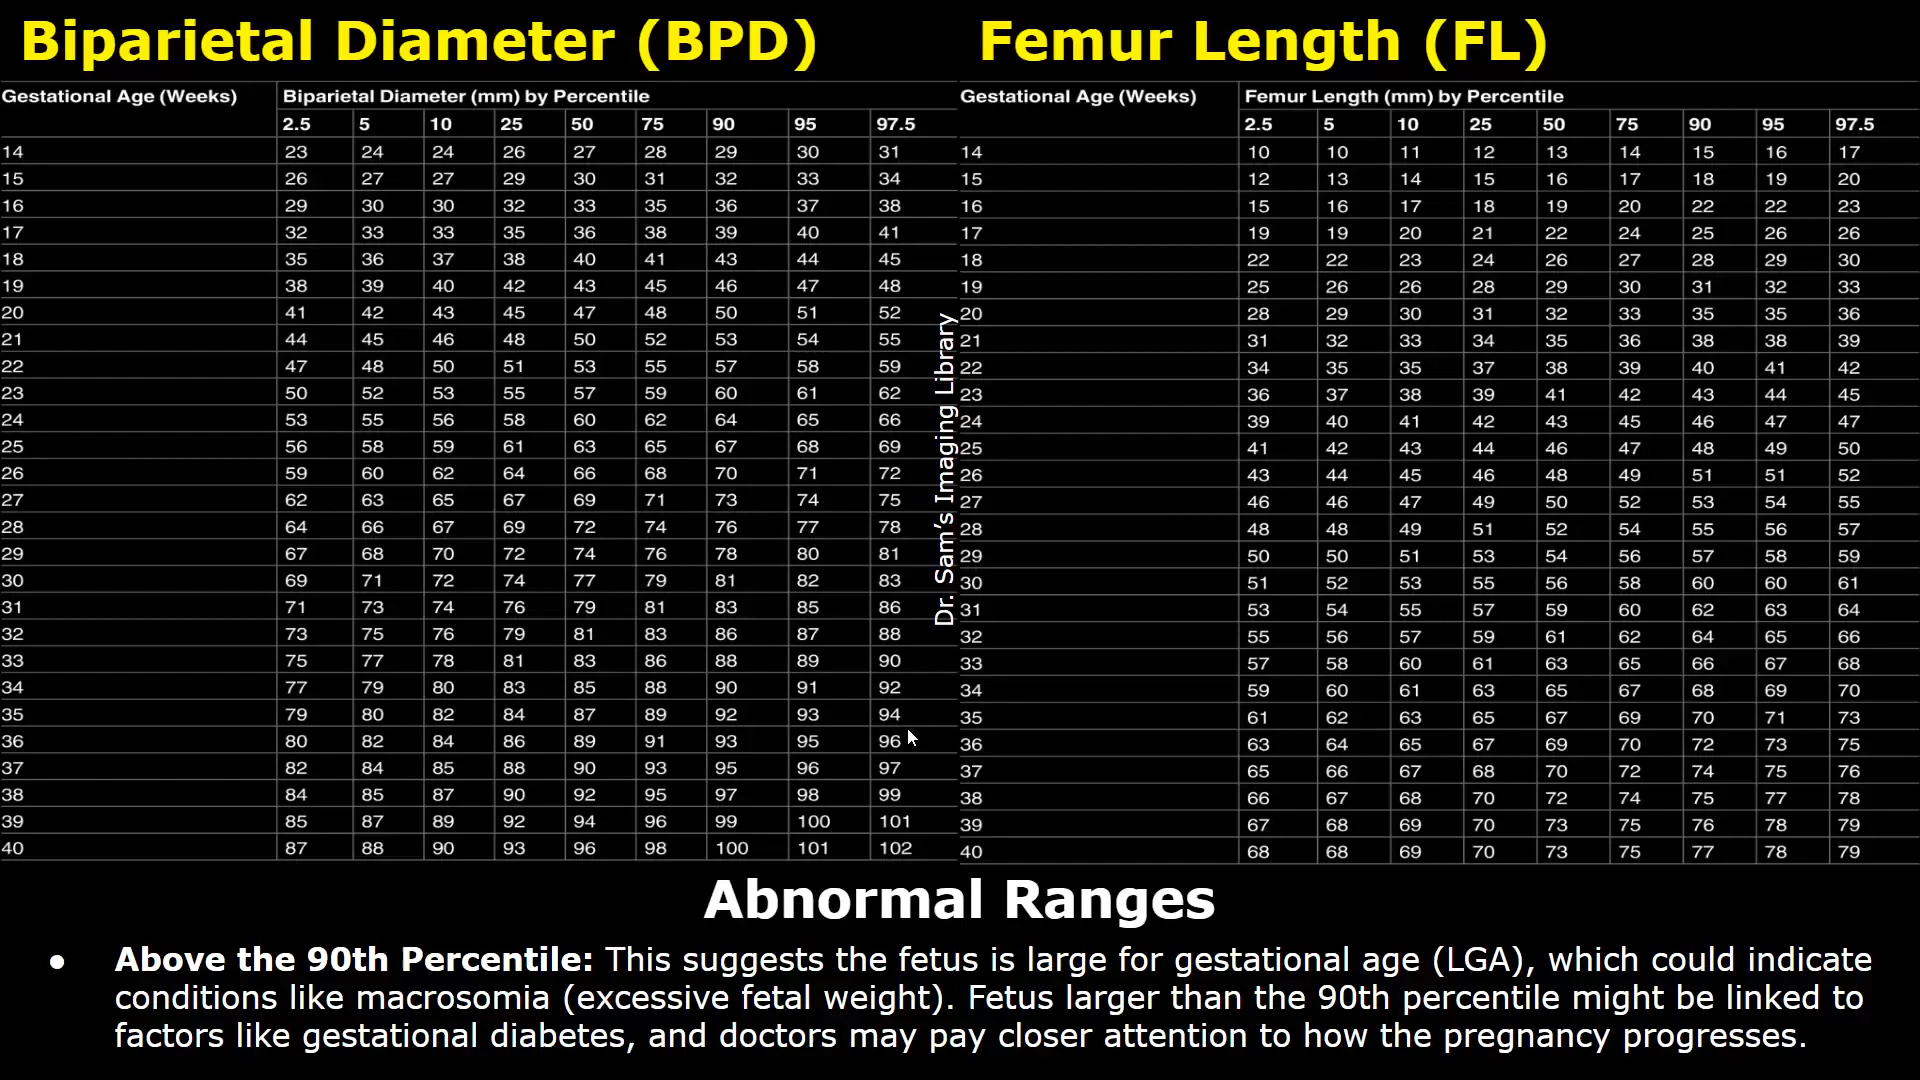 Biparietal Diameter (BPD)
Gestational Age (Weeks) Biparietal Diameter (mm) by Percentile
2.5 5 10 25 50 75 90 95 97.5
14 23 24 24 26 27 28 29 30 31
15 26 27 27 29 30 31 32 33 34
16 29 30 30 32 33 35 36 37 38
17 32 33 33 35 36 38 39 40 41
18 35 36 37 38 40 41 43 44 45
19 38 39 40 42 43 45 46 47 48
20 41 42 43 45 47 48 50 51 52
21 44 45 46 48 50 52 53 54 55
22 47 48 50 51 53 55 57 58 59
23 50 52 53 55 57 59 60 61 62
24 53 55 56 58 60 62 64 65 66
25 56 58 59 61 63 65 67 68 69
26 59 60 62 64 66 68 70 71 72
27 62 63 65 67 69 71 73 74 75
28 64 66 67 69 72 74 76 77 78
29 67 68 70 72 74 76 78 80 81
30 69 71 72 74 77 79 81 82 83
31 71 73 74 76 79 81 83 85 86
32 73 75 76 79 81 83 86 87 88
33 75 77 78 81 83 86 88 89 90
34 77 79 80 83 85 88 90 91 92
35 79 80 82 84 87 89 92 93 94
36 80 82 84 86 89 91 93 95 96
37 82 84 85 88 90 93 95 96 97
38 84 85 87 90 92 95 97 98 99
39 85 87 89 92 94 96 99 100 101
40 87 88 90 93 96 98 100 101 102
Dr. Sam's Imaging Library
Femur Length (FL)
Gestational Age (Weeks) Femur Length (mm) by Percentile
2.5 5 10 25 50 75 90 95 97.5
14 10 10 11 12 13 14 15 16 17
15 12 13 14 15 16 17 18 19 20
16 15 16 17 18 19 20 22 22 23
17 19 19 20 21 22 24 25 26 26
18 22 22 23 24 26 27 28 29 30
19 25 26 26 28 29 30 31 32 33
20 28 29 30 31 32 33 35 35 36
21 31 32 33 34 35 36 38 38 39
22 34 35 35 37 38 39 40 41 42
23 36 37 38 39 41 42 43 44 45
24 39 40 41 42 43 45 46 47 47
25 41 42 43 44 46 47 48 49 50
26 43 44 45 46 48 49 51 51 52
27 46 46 47 49 50 52 53 54 55
28 48 48 49 51 52 54 55 56 57
29 50 50 51 53 54 56 57 58 59
30 51 52 53 55 56 58 60 60 61
31 53 54 55 57 59 60 62 63 64
32 55 56 57 59 61 62 64 65 66
33 57 58 60 61 63 65 66 67 68
34 59 60 61 63 65 67 68 69 70
35 61 62 63 65 67 69 70 71 73
36 63 64 65 67 69 70 72 73 75
37 65 66 67 68 70 72 74 75 76
38 66 67 68 70 72 74 75 77 78
39 67 68 69 70 73 75 76 78 79
40 68 68 69 70 73 75 77 78 79
Abnormal Ranges
● Above the 90th Percentile: This suggests the fetus is large for gestational age (LGA), which could indicate
conditions like macrosomia (excessive fetal weight). Fetus larger than the 90th percentile might be linked to
factors like gestational diabetes, and doctors may pay closer attention to how the pregnancy progresses.